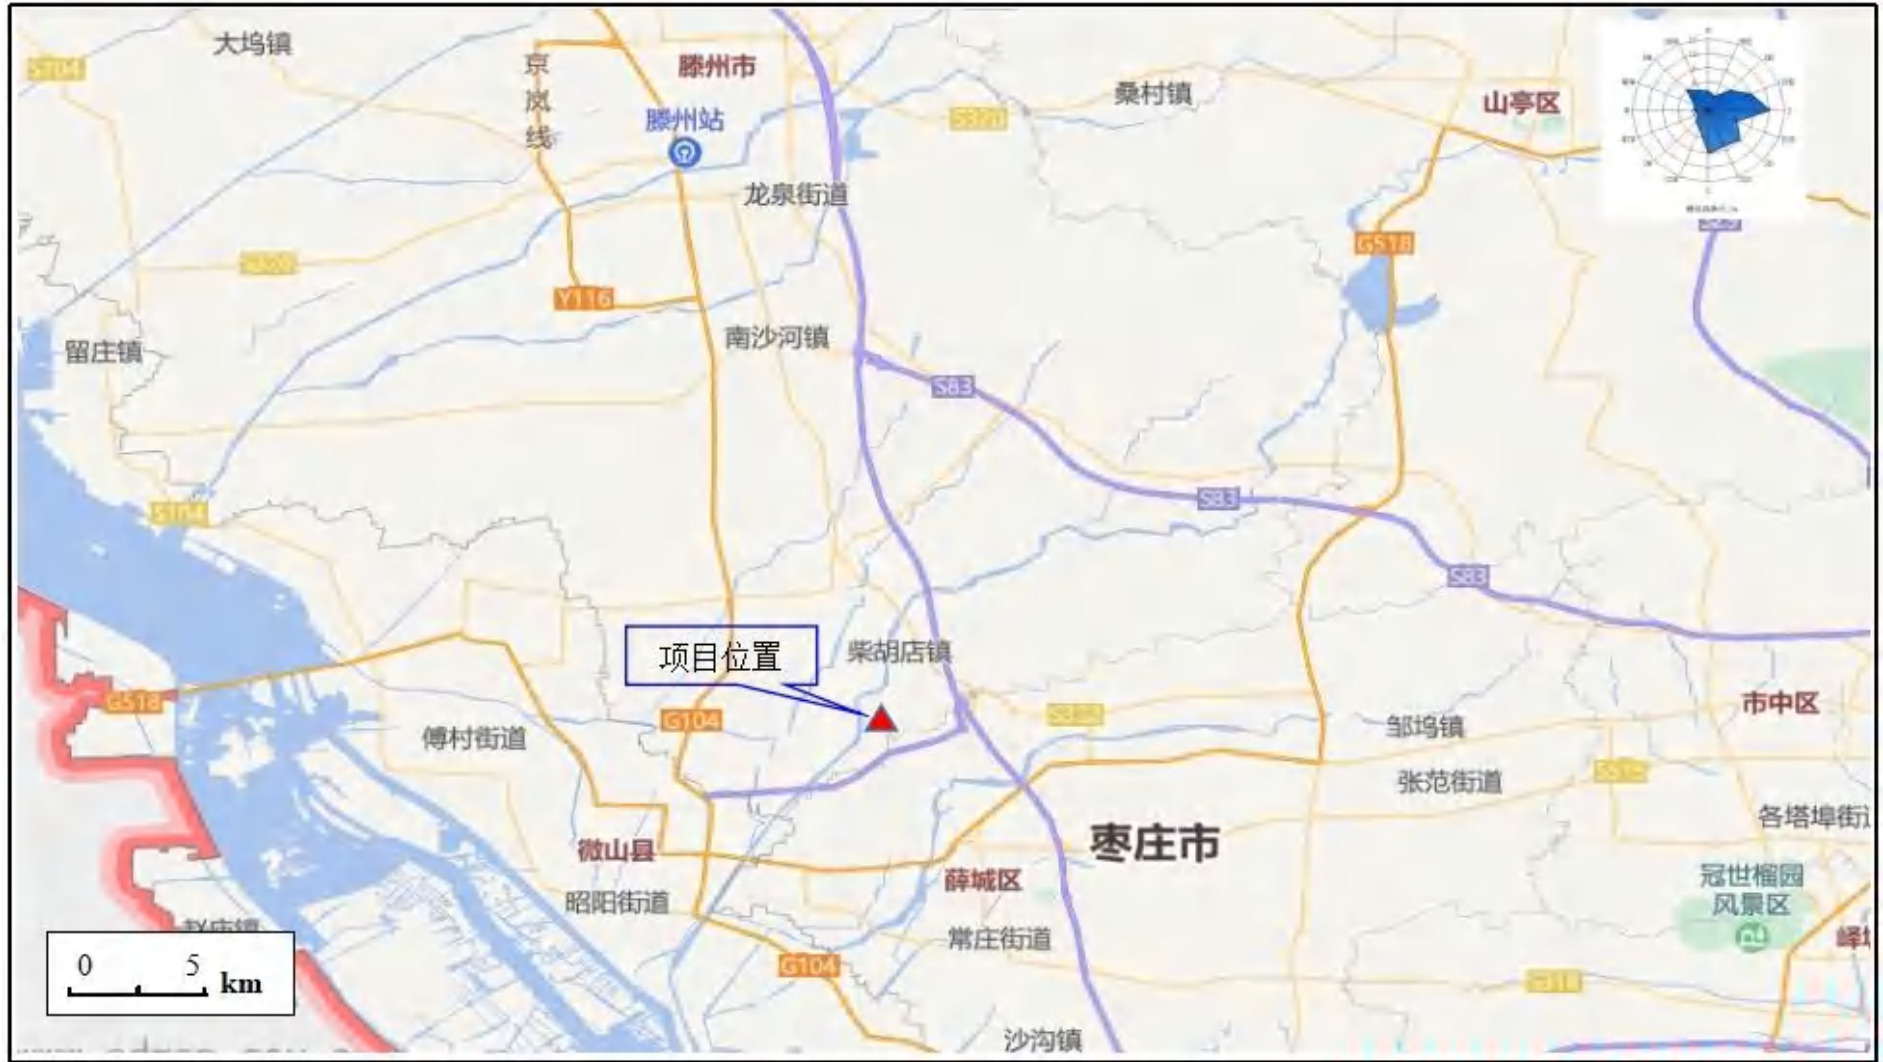 大坞镇
S104
京岚线
滕州市
滕州站
S320
桑村镇
山亭区
龙泉街道
G518
S320
Y116
留庄镇
南沙河镇
S83
S83
S104
S83
项目位置
柴胡店镇
G518
G104
傅村街道
邹坞镇
市中区
张范街道
各塔埠街道
枣庄市
微山县
薛城区
冠世榴园
风景区
昭阳街道
常庄街道
G104
0 5 km
沙沟镇